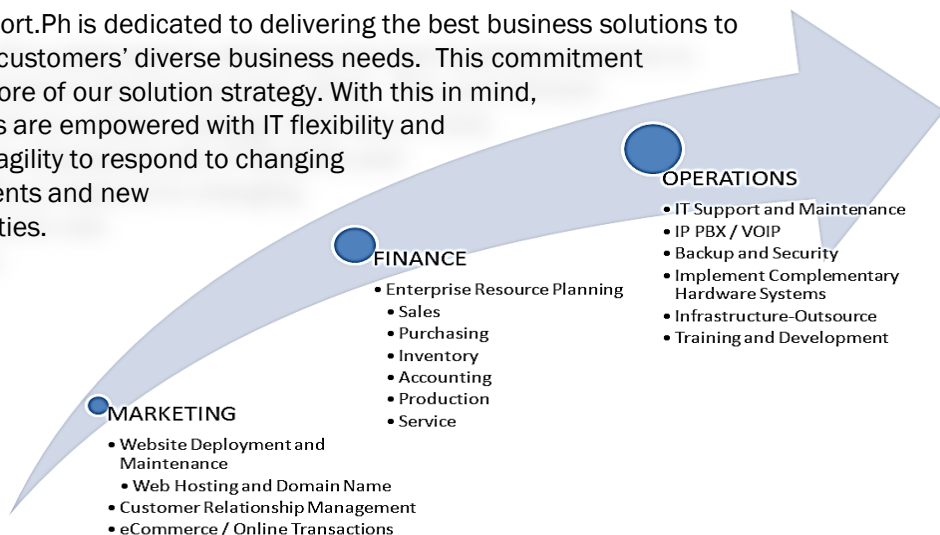 ort.Ph is dedicated to delivering the best business solutions to
customers’ diverse business needs. This commitment
ore of our solution strategy. With this in mind,
s are empowered with IT flexibility and
agility to respond to changing
ents and new
ties.
OPERATIONS
• IT Support and Maintenance
• IP PBX / VOIP
• Backup and Security
• Implement Complementary
Hardware Systems
• Infrastructure-Outsource
• Training and Development
FINANCE
• Enterprise Resource Planning
• Sales
• Purchasing
• Inventory
• Accounting
• Production
• Service
MARKETING
• Website Deployment and
Maintenance
• Web Hosting and Domain Name
• Customer Relationship Management
• eCommerce / Online Transactions